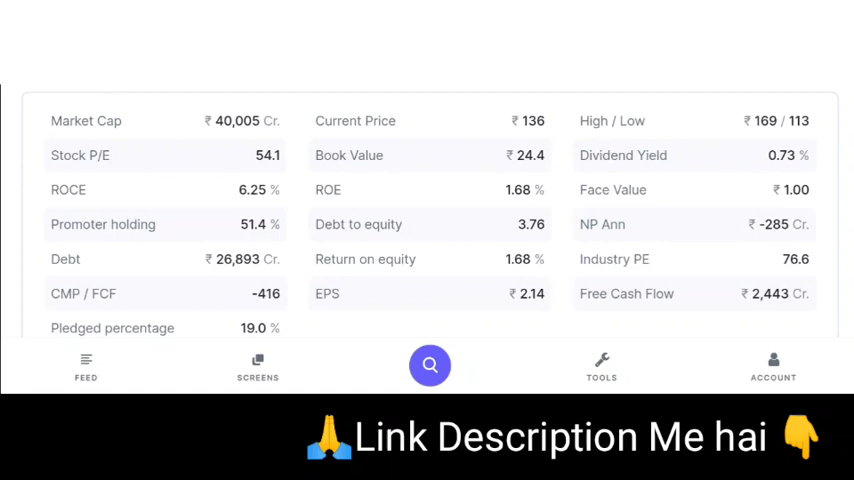 Market Cap ₹ 40,005 Cr. Current Price ₹ 136 High / Low ₹ 169 / 113
Stock P/E 54.1 Book Value ₹ 24.4 Dividend Yield 0.73 %
ROCE 6.25 % ROE 1.68 % Face Value ₹ 1.00
Promoter holding 51.4 % Debt to equity 3.76 NP Ann ₹ -285 Cr.
Debt ₹ 26,893 Cr. Return on equity 1.68 % Industry PE 76.6
CMP / FCF -416 EPS ₹ 2.14 Free Cash Flow ₹ 2,443 Cr.
Pledged percentage 19.0 %
FEED SCREENS TOOLS ACCOUNT
🙏Link Description Me hai 👇